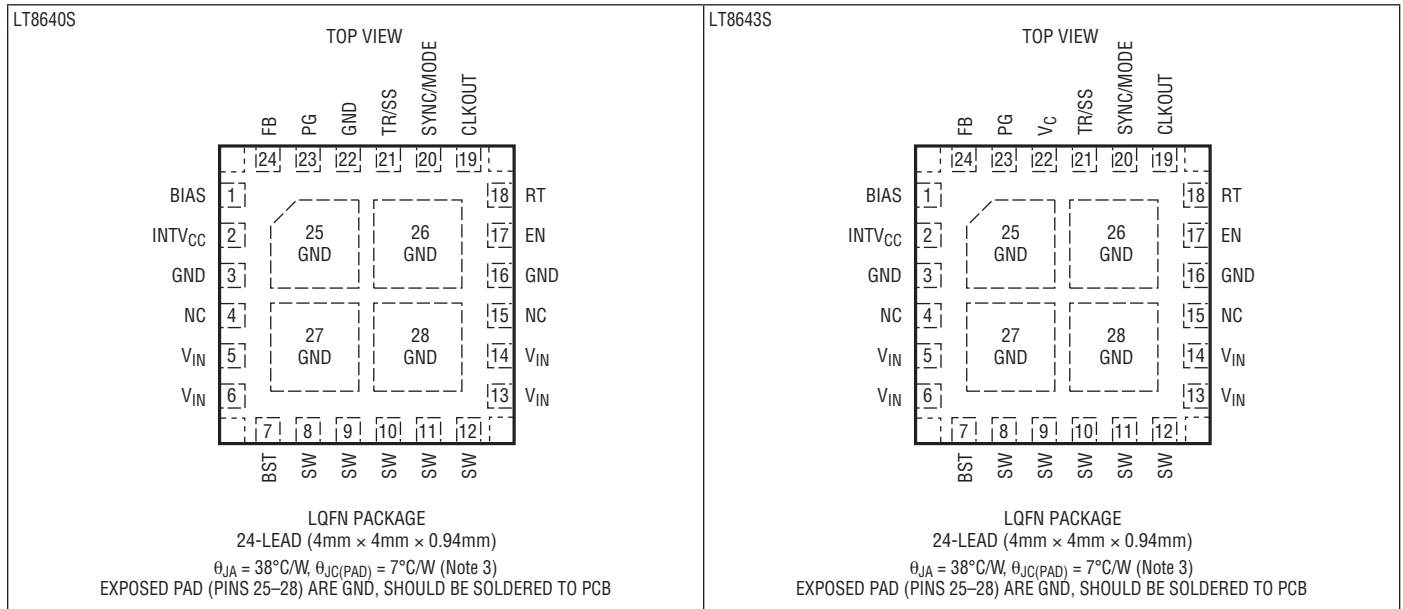 LT8640S
TOP VIEW
FB
PG
GND
TR/SS
SYNC/MODE
CLKOUT
24 23 22 21 20 19
BIAS 1
INTVCC 2
GND 3
NC 4
VIN 5
VIN 6
18 RT
17 EN
16 GND
15 NC
14 VIN
13 VIN
25
GND
26
GND
27
GND
28
GND
7 8 9 10 11 12
BST
SW
SW
SW
SW
SW
LQFN PACKAGE
24-LEAD (4mm × 4mm × 0.94mm)
θJA = 38°C/W, θJC(PAD) = 7°C/W (Note 3)
EXPOSED PAD (PINS 25–28) ARE GND, SHOULD BE SOLDERED TO PCB
LT8643S
TOP VIEW
FB
PG
VC
TR/SS
SYNC/MODE
CLKOUT
24 23 22 21 20 19
BIAS 1
INTVCC 2
GND 3
NC 4
VIN 5
VIN 6
18 RT
17 EN
16 GND
15 NC
14 VIN
13 VIN
25
GND
26
GND
27
GND
28
GND
7 8 9 10 11 12
BST
SW
SW
SW
SW
SW
LQFN PACKAGE
24-LEAD (4mm × 4mm × 0.94mm)
θJA = 38°C/W, θJC(PAD) = 7°C/W (Note 3)
EXPOSED PAD (PINS 25–28) ARE GND, SHOULD BE SOLDERED TO PCB